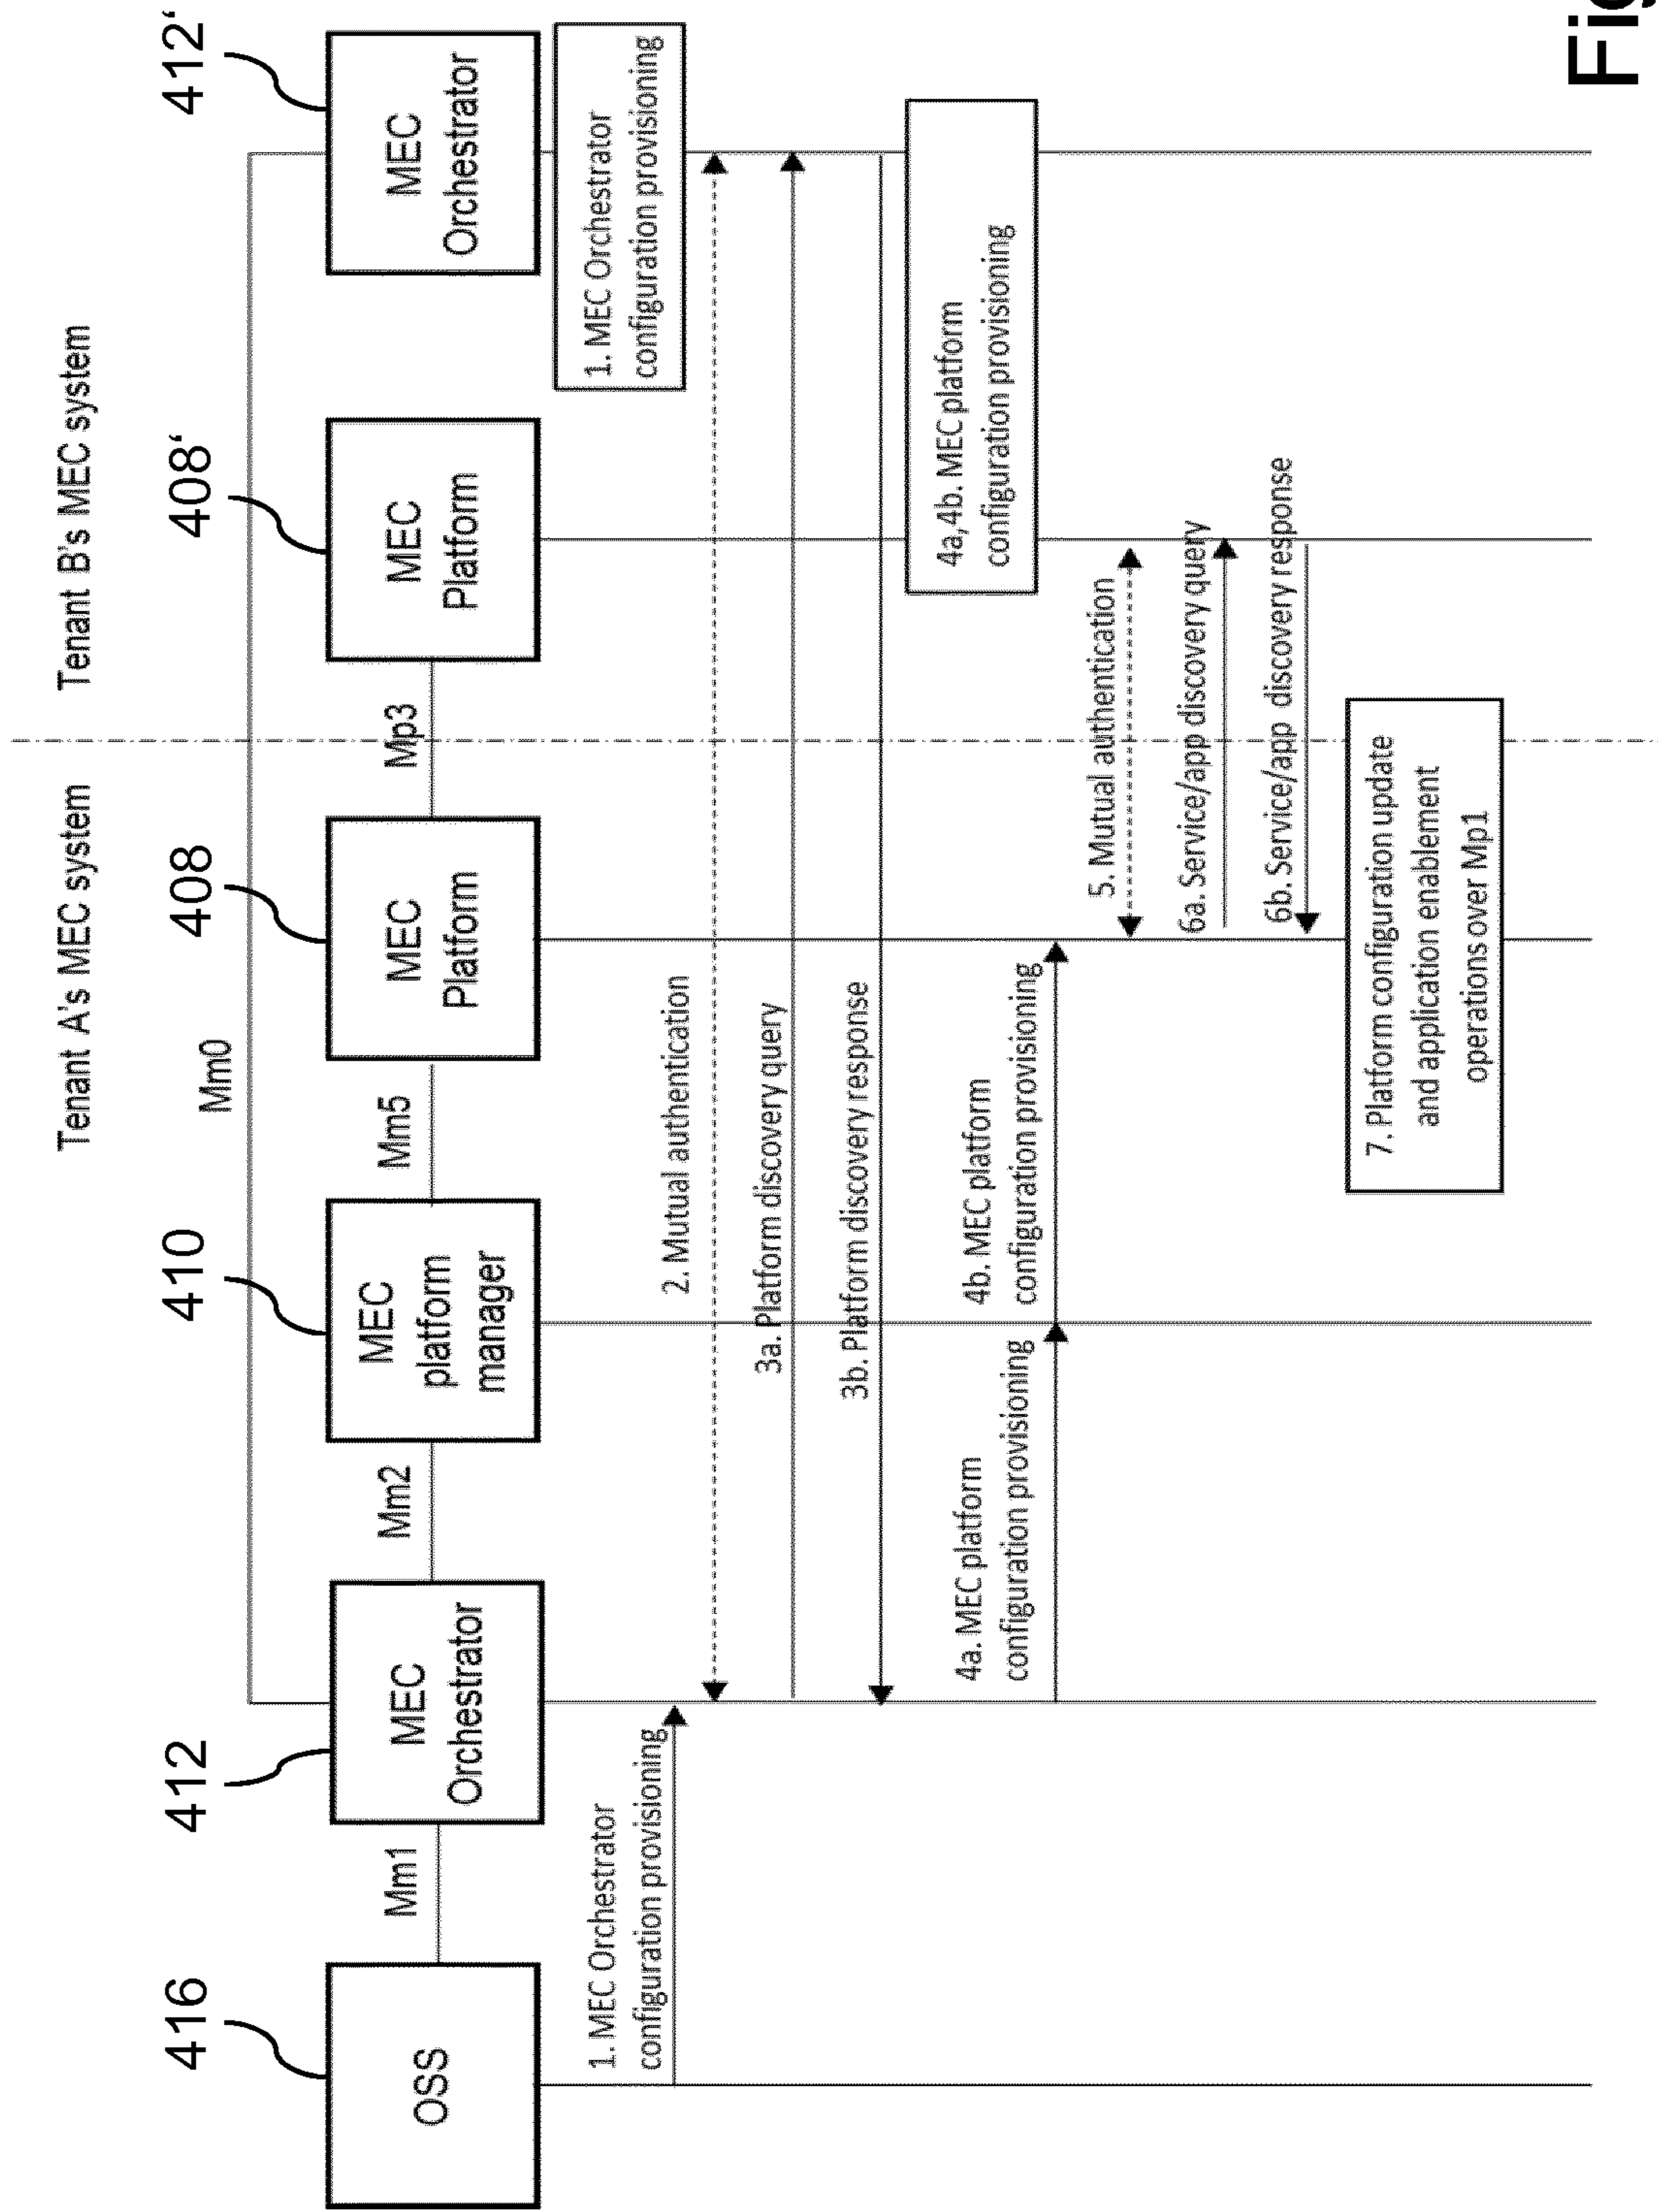 Tenant A's MEC system
Tenant B's MEC system
Mm0
416
412
410
408
408‘
412‘
OSS
Mm1
MEC
Orchestrator
Mm2
MEC
platform
manager
Mm5
MEC
Platform
Mp3
MEC
Platform
MEC
Orchestrator
1. MEC Orchestrator
configuration provisioning
1. MEC Orchestrator
configuration provisioning
2. Mutual authentication
3a. Platform discovery query
3b. Platform discovery response
4a. MEC platform
configuration provisioning
4b. MEC platform
configuration provisioning
4a,4b. MEC platform
configuration provisioning
5. Mutual authentication
6a. Service/app discovery query
6b. Service/app discovery response
7. Platform configuration update
and application enablement
operations over Mp1